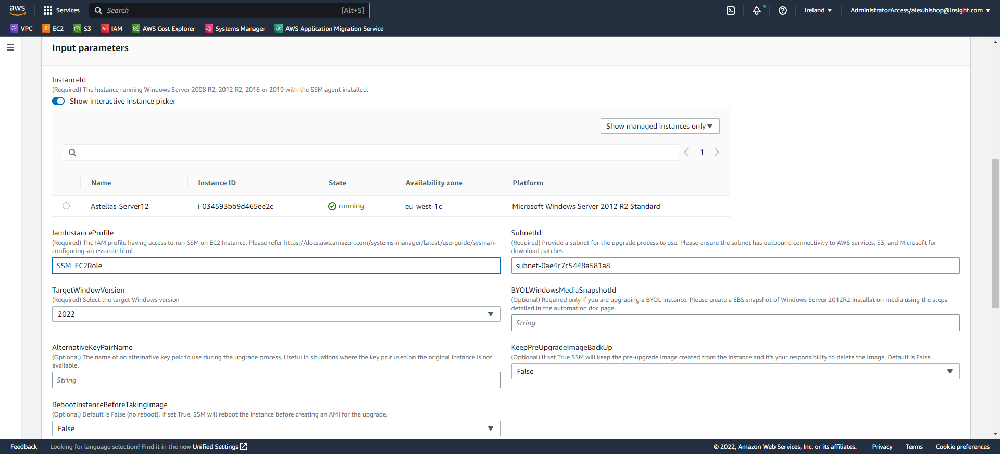 aws
Services
Search
[Alt+S]
Ireland
AdministratorAccess/alex.bishop@insight.com
VPC
EC2
S3
IAM
AWS Cost Explorer
Systems Manager
AWS Application Migration Service
Input parameters
InstanceId
(Required) The Instance running Windows Server 2008 R2, 2012 R2, 2016 or 2019 with the SSM agent installed.
Show interactive instance picker
Show managed instances only
1
Name
Instance ID
State
Availability zone
Platform
Astellas-Server12
i-034593bb9d465ee2c
running
eu-west-1c
Microsoft Windows Server 2012 R2 Standard
IamInstanceProfile
(Required) The IAM profile having access to run SSM on EC2 Instance. Please refer https://docs.aws.amazon.com/systems-manager/latest/userguide/sysman-
configuring-access-role.html
SSM_EC2Role
SubnetId
(Required) Provide a subnet for the upgrade process to use. Please ensure the subnet has outbound connectivity to AWS services, S3, and Microsoft for
download patches.
subnet-0ae4c7c5448a581a8
TargetWindowVersion
(Required) Select the target Windows version
2022
BYOLWindowsMediaSnapshotId
(Optional) Required only if you are upgrading a BYOL instance. Please create a EBS snapshot of Windows Server 2012R2 Installation media using the steps
detailed in the automation doc page.
String
AlternativeKeyPairName
(Optional) The name of an alternative key pair to use during the upgrade process. Useful in situations where the key pair used on the original instance is not
available.
String
KeepPreUpgradeImageBackUp
(Optional) If set True SSM will keep the pre-upgrade image created from the instance and it's your responsibility to delete the Image. Default is False.
False
RebootInstanceBeforeTakingImage
(Optional) Default is False (no reboot). If set True, SSM will reboot the instance before creating an AMI for the upgrade.
False
Feedback
Looking for language selection? Find it in the new Unified Settings
© 2022, Amazon Web Services, Inc. or its affiliates.
Privacy
Terms
Cookie preferences